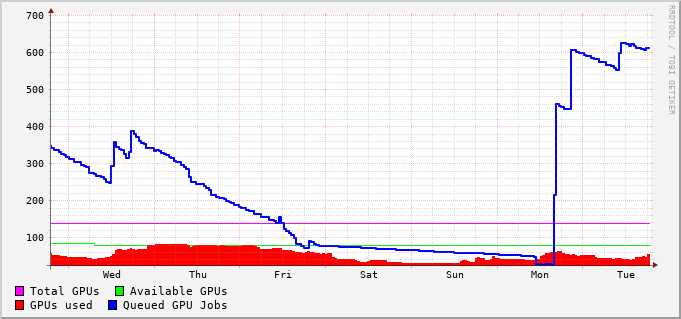 700
600
500
400
300
200
100
Wed Thu Fri Sat Sun Mon Tue
Total GPUs Available GPUs
GPUs used Queued GPU Jobs
RRDTOOL / TOBI OETIKER